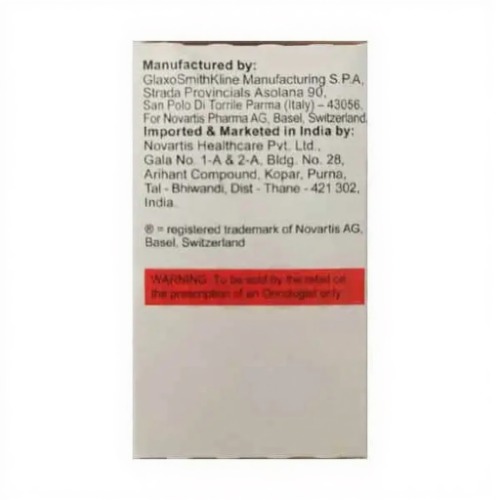 Manufactured by:
GlaxoSmithKline Manufacturing S.P.A,
Strada Provincials Asolana 90,
San Polo Di Torrile Parma (Italy) – 43056,
For Novartis Pharma AG, Basel, Switzerland.
Imported & Marketed in India by:
Novartis Healthcare Pvt. Ltd.,
Gala No. 1-A & 2-A, Bldg. No. 28,
Arihant Compound, Kopar, Purna,
Tal - Bhiwandi, Dist - Thane - 421 302,
India.
® = registered trademark of Novartis AG,
Basel, Switzerland
WARNING: To be sold by the retail on
the prescription of an Oncologist only